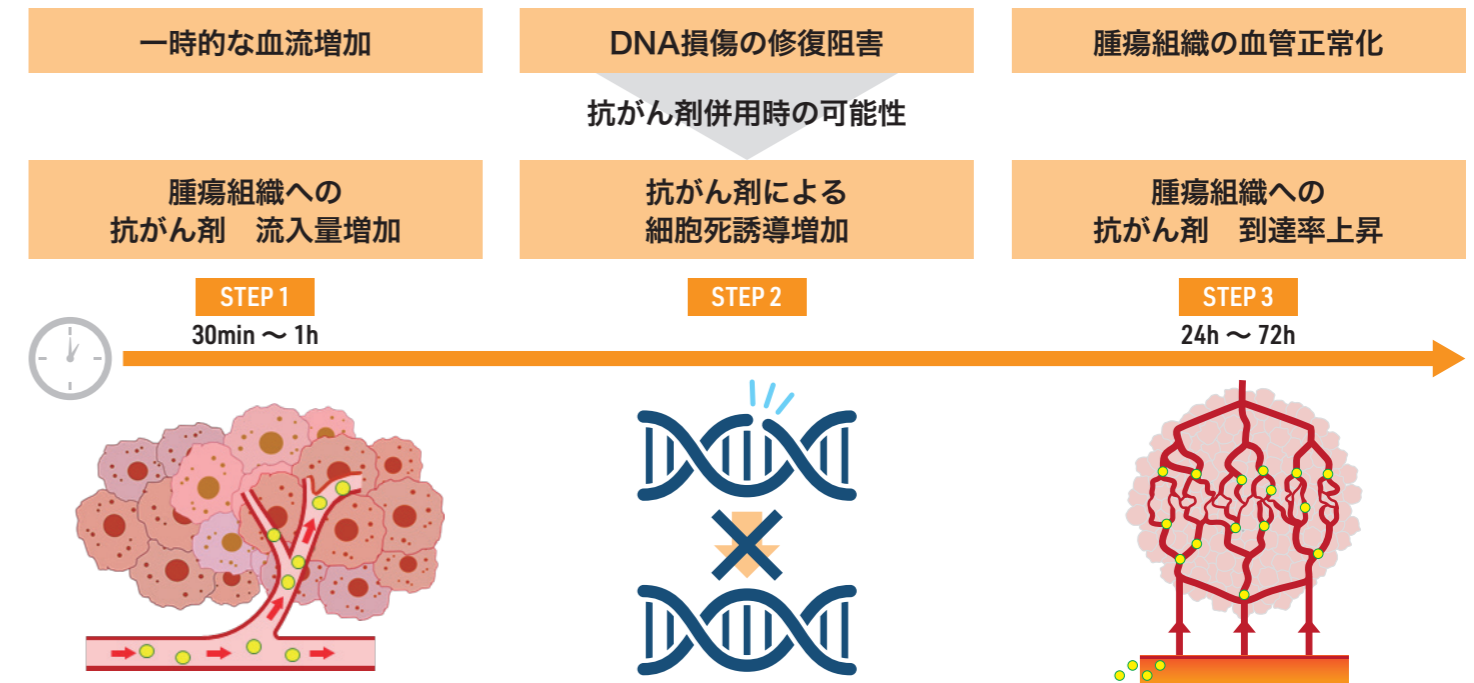 一時的な血流増加
DNA損傷の修復阻害
腫瘍組織の血管正常化
抗がん剤併用時の可能性
腫瘍組織への
抗がん剤　流入量増加
抗がん剤による
細胞死誘導増加
腫瘍組織への
抗がん剤　到達率上昇
STEP 1
30min 〜 1h
STEP 2
STEP 3
24h 〜 72h